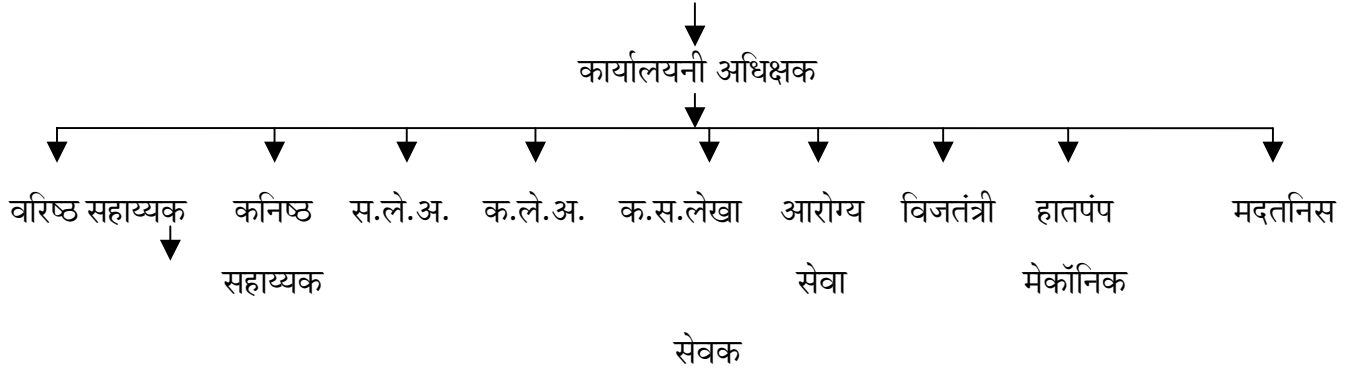 कार्यालयनी अधिक्षक
वरिष्ठ सहाय्यक कनिष्ठ स.ले.अ. क.ले.अ. क.स.लेखा आरोग्य विजतंत्री हातपंप मदतनिस
सहाय्यक सेवा मेकॉनिक
सेवक